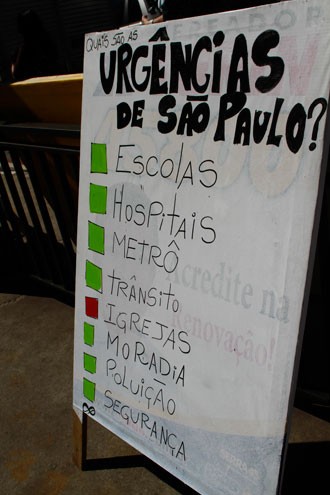 QUAIS SÃO AS
URGÊNCIAS
DE SÃO PAULO?
ESCOLAS
HOSPITAIS
METRÔ
TRÂNSITO
IGREJAS
MORADIA
POLUIÇÃO
SEGURANÇA
Acredite na
Renovação!